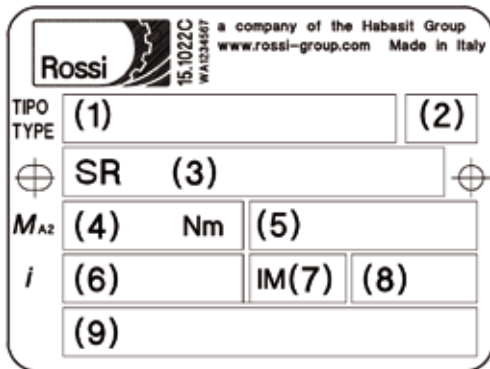 Rossi
15.1022C
WA1234567
a company of the Habasit Group
www.rossi-group.com Made in Italy
TIPO
TYPE
(1) (2)
SR (3)
MA2 (4) Nm (5)
i (6) IM(7) (8)
(9)